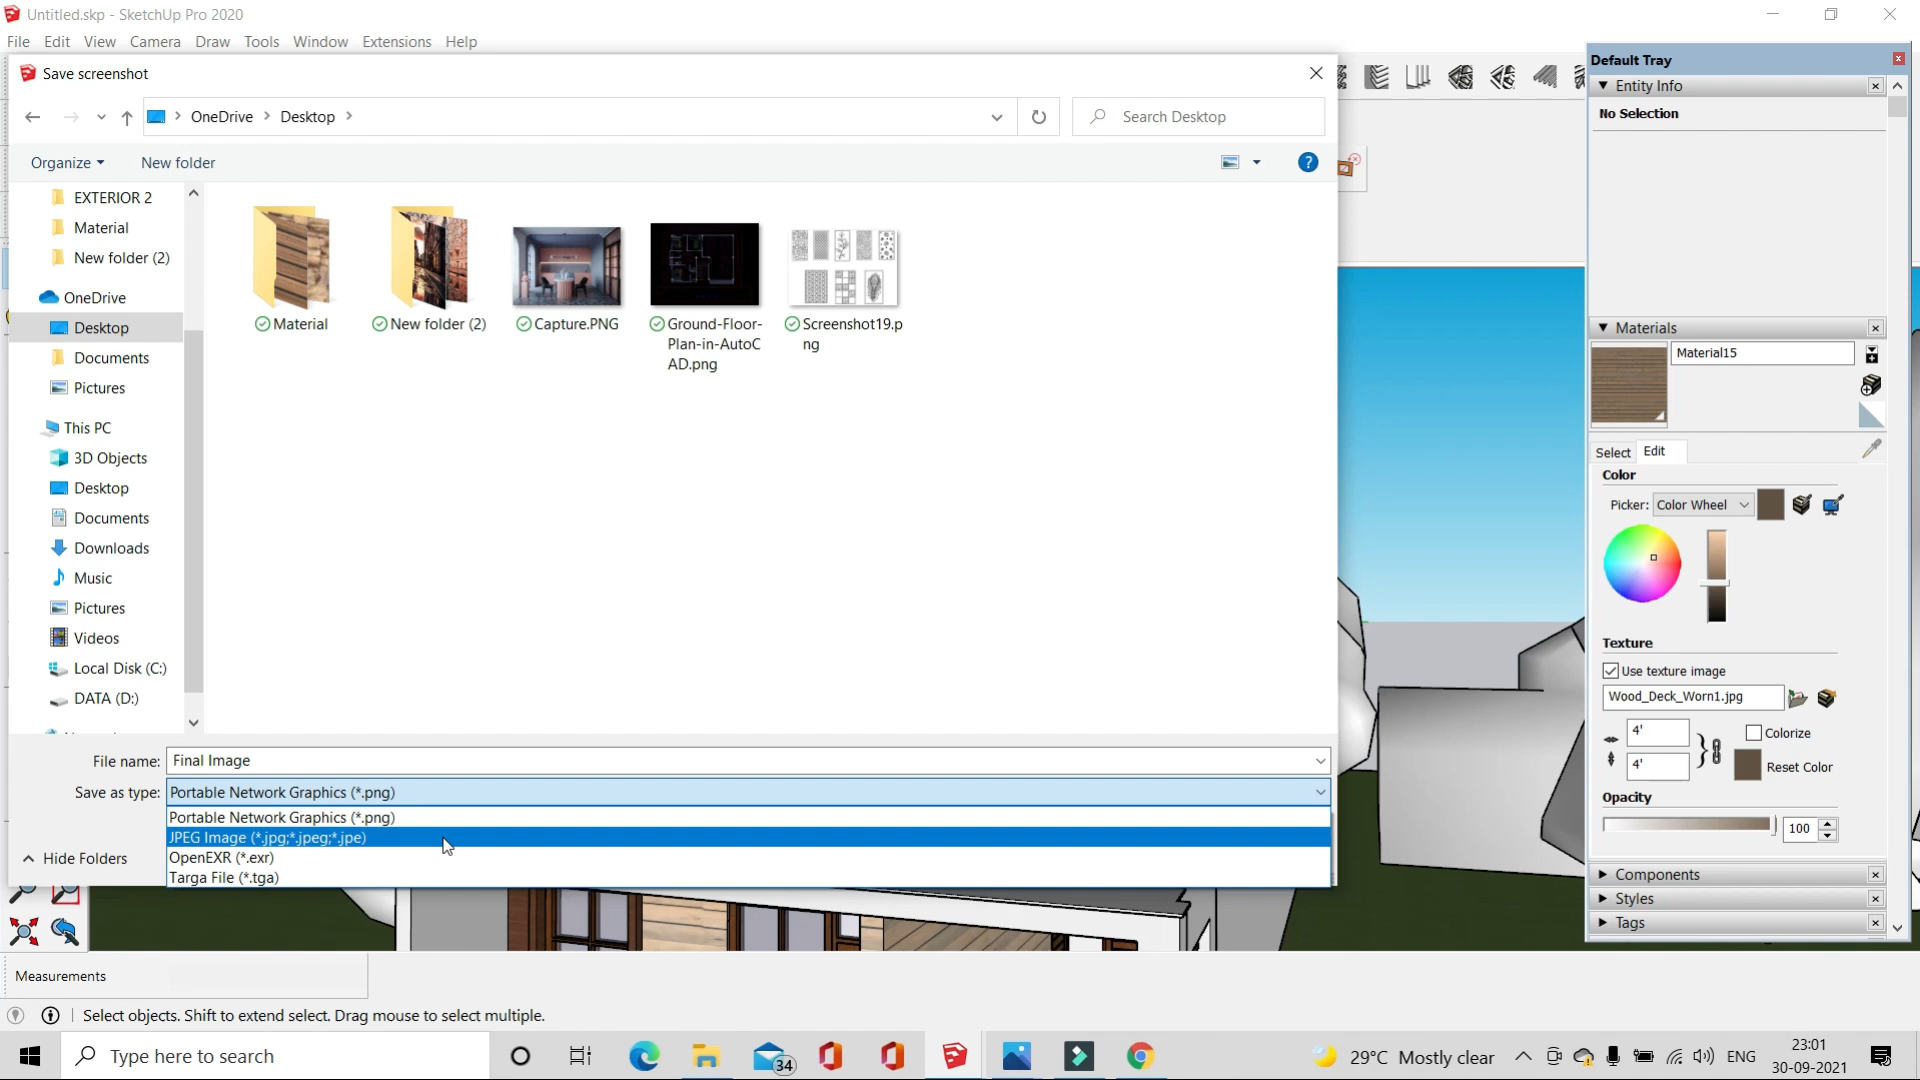 Untitled.skp - SketchUp Pro 2020
File Edit View Camera Draw Tools Window Extensions Help
Save screenshot
OneDrive > Desktop >
Search Desktop
Organize New folder
EXTERIOR 2
Material
New folder (2)
OneDrive
Desktop
Documents
Pictures
This PC
3D Objects
Desktop
Documents
Downloads
Music
Pictures
Videos
Local Disk (C:)
DATA (D:)
Material
New folder (2)
Capture.PNG
Ground-Floor-
Plan-in-AutoC
AD.png
Screenshot19.p
ng
File name: Final Image
Save as type: Portable Network Graphics (*.png)
Portable Network Graphics (*.png)
JPEG Image (*.jpg;*.jpeg;*.jpe)
OpenEXR (*.exr)
Targa File (*.tga)
Hide Folders
Default Tray
Entity Info
No Selection
Materials
Material15
Select Edit
Color
Picker: Color Wheel
Texture
Use texture image
Wood_Deck_Worn1.jpg
4'
Colorize
4'
Reset Color
Opacity
100
Components
Styles
Tags
Measurements
Select objects. Shift to extend select. Drag mouse to select multiple.
Type here to search
34
29°C Mostly clear
ENG
23:01
30-09-2021